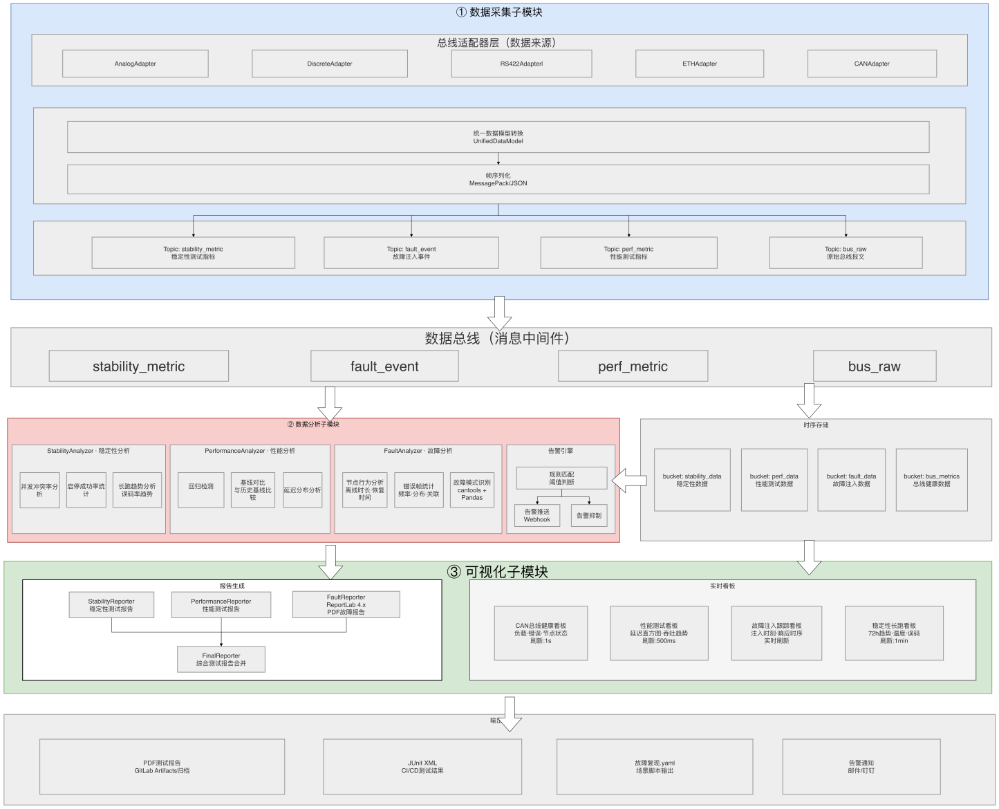 ① 数据采集子模块
总线适配器层（数据来源）
AnalogAdapter
DiscreteAdapter
RS422Adapterl
ETHAdapter
CANAdapter
统一数据模型转换
UnifiedDataModel
帧序列化
MessagePack/JSON
Topic: stability_metric
稳定性测试指标
Topic: fault_event
故障注入事件
Topic: perf_metric
性能测试指标
Topic: bus_raw
原始总线报文
数据总线（消息中间件）
stability_metric
fault_event
perf_metric
bus_raw
② 数据分析子模块
StabilityAnalyzer · 稳定性分析
并发冲突率分
析
启停成功率统
计
长跑趋势分析
误码率趋势
PerformanceAnalyzer · 性能分析
回归检测
基线对比
与历史基线比
较
延迟分布分析
FaultAnalyzer · 故障分析
节点行为分析
离线时长·恢复
时间
错误帧统计
频率·分布·关联
故障模式识别
cantools +
Pandas
告警引擎
规则匹配
阈值判断
告警推送
Webhook
告警抑制
时序存储
bucket: stability_data
稳定性数据
bucket: perf_data
性能测试数据
bucket: fault_data
故障注入数据
bucket: bus_metrics
总线健康数据
③ 可视化子模块
报告生成
StabilityReporter
稳定性测试报告
PerformanceReporter
性能测试报告
FaultReporter
ReportLab 4.x
PDF故障报告
FinalReporter
综合测试报告合并
实时看板
CAN总线健康看板
负载·错误·节点状态
刷新:1s
性能测试看板
延迟直方图·吞吐趋势
刷新:500ms
故障注入跟踪看板
注入时刻·响应时序
实时刷新
稳定性长跑看板
72h趋势·温度·误码
刷新:1min
输出
PDF测试报告
GitLab Artifacts归档
JUnit XML
CI/CD测试结果
故障复现.yaml
场景脚本输出
告警通知
邮件/钉钉